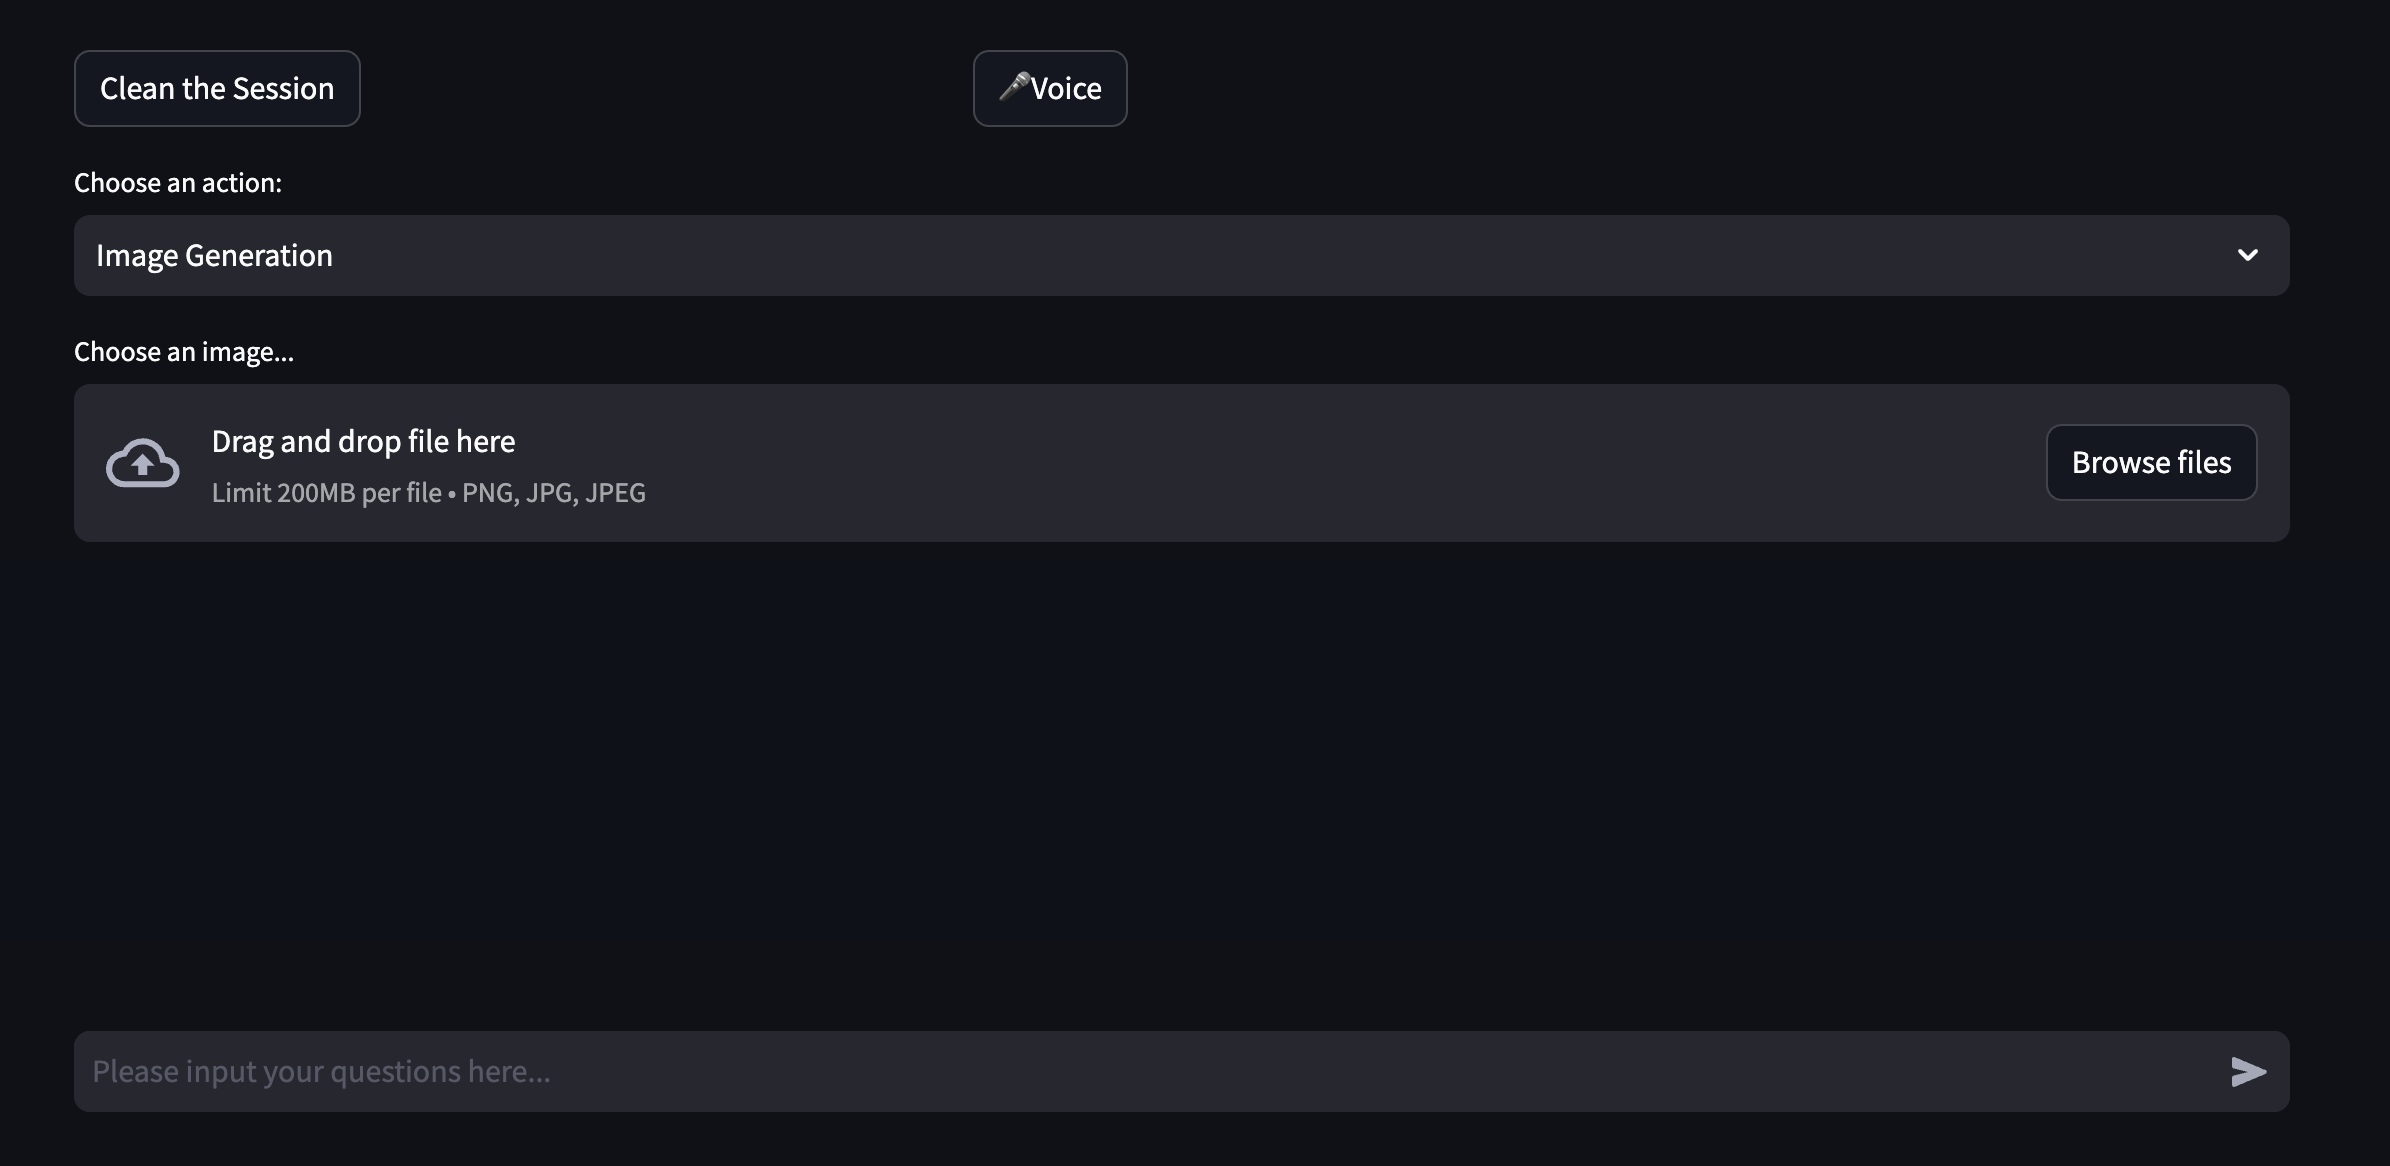 Clean the Session
🎤Voice
Choose an action:
Image Generation
Choose an image...
Drag and drop file here
Limit 200MB per file • PNG, JPG, JPEG
Browse files
Please input your questions here...